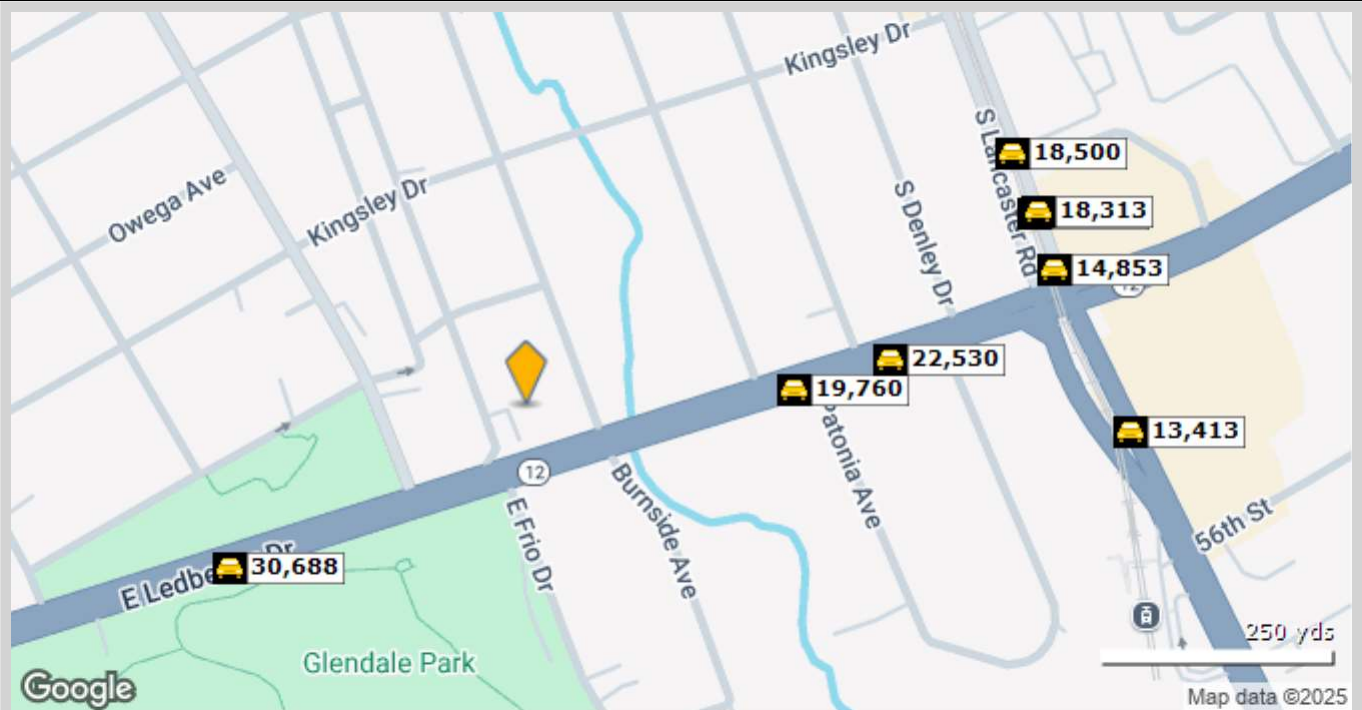 Kingsley Dr
S Lancaster Rd
18,500
Owega Ave
Kingsley Dr
S Denley Dr
18,313
14,853
12
22,530
19,760
Patonia Ave
13,413
12
Burnside Ave
E Frio Dr
56th St
30,688
E Ledbe
Dr
Glendale Park
250 yds
Google
Map data ©2025